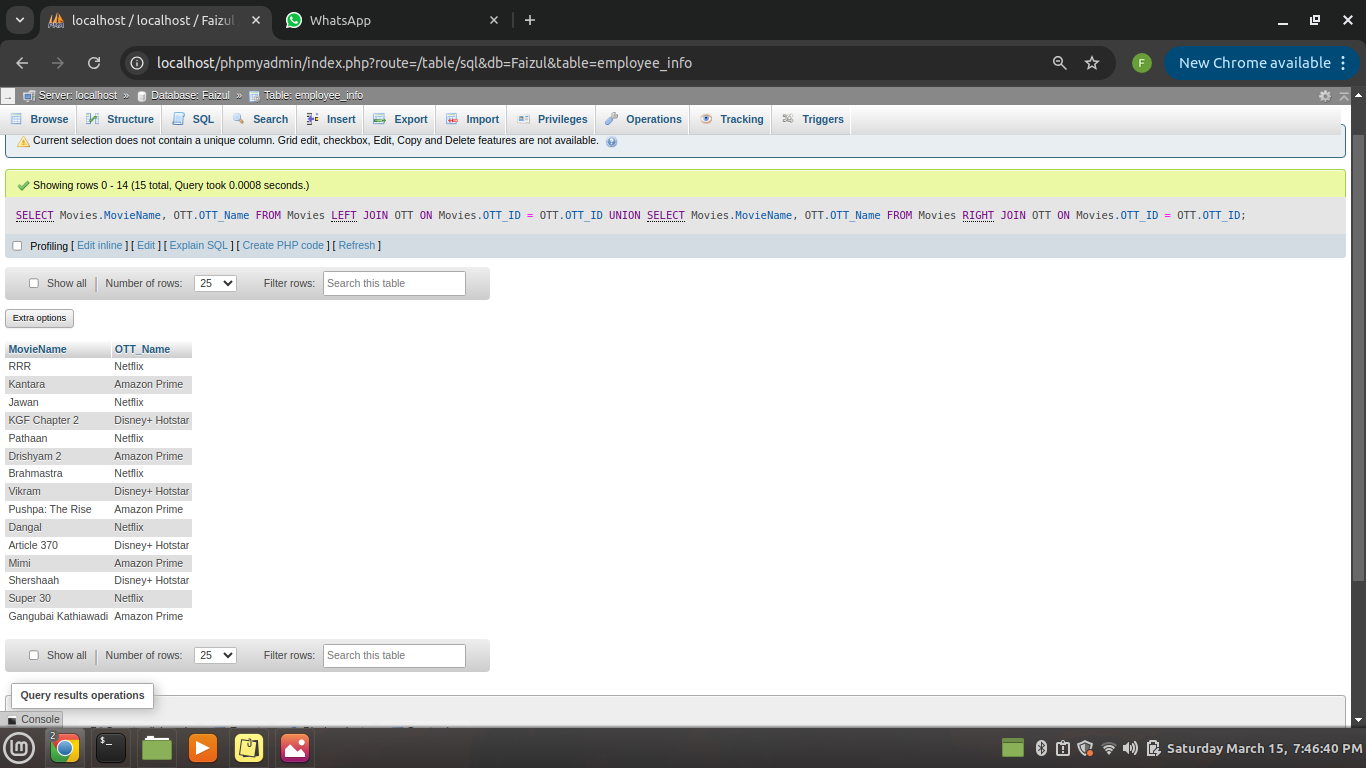 localhost / localhost / Faizul
WhatsApp
localhost/phpmyadmin/index.php?route=/table/sql&db=Faizul&table=employee_info
F
New Chrome available
Server: localhost » Database: Faizul » Table: employee_info
Browse Structure SQL Search Insert Export Import Privileges Operations Tracking Triggers
Current selection does not contain a unique column. Grid edit, checkbox, Edit, Copy and Delete features are not available.
Showing rows 0 - 14 (15 total, Query took 0.0008 seconds.)
SELECT Movies.MovieName, OTT.OTT_Name FROM Movies LEFT JOIN OTT ON Movies.OTT_ID = OTT.OTT_ID UNION SELECT Movies.MovieName, OTT.OTT_Name FROM Movies RIGHT JOIN OTT ON Movies.OTT_ID = OTT.OTT_ID;
Profiling [ Edit inline ] [ Edit ] [ Explain SQL ] [ Create PHP code ] [ Refresh ]
Show all | Number of rows: 25 Filter rows: Search this table
Extra options
MovieName OTT_Name
RRR Netflix
Kantara Amazon Prime
Jawan Netflix
KGF Chapter 2 Disney+ Hotstar
Pathaan Netflix
Drishyam 2 Amazon Prime
Brahmastra Netflix
Vikram Disney+ Hotstar
Pushpa: The Rise Amazon Prime
Dangal Netflix
Article 370 Disney+ Hotstar
Mimi Amazon Prime
Shershaah Disney+ Hotstar
Super 30 Netflix
Gangubai Kathiawadi Amazon Prime
Show all | Number of rows: 25 Filter rows: Search this table
Query results operations
Console
2
Saturday March 15, 7:46:40 PM